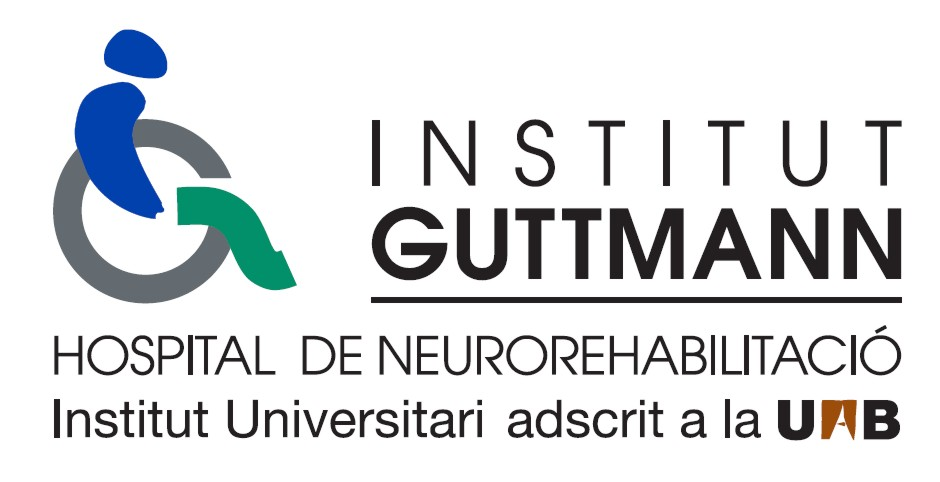 INSTITUT
GUTTMANN
HOSPITAL DE NEUROREHABILITACIÓ
Institut Universitari adscrit a la UAB